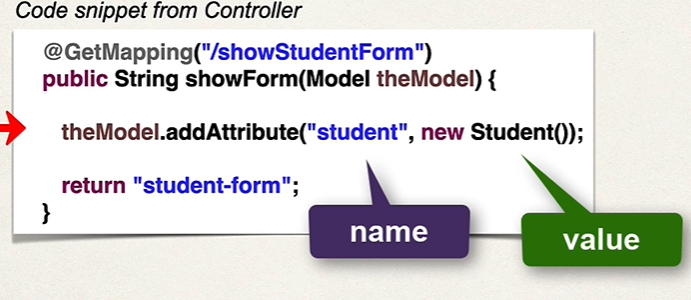 Code snippet from Controller
@GetMapping("/showStudentForm")
public String showForm(Model theModel) {
theModel.addAttribute("student", new Student());
return "student-form";
}
name
value